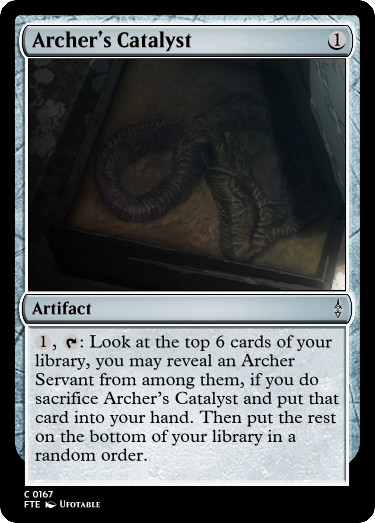 Archer's Catalyst 1
Artifact
1, : Look at the top 6 cards of your
library, you may reveal an Archer
Servant from among them, if you do
sacrifice Archer's Catalyst and put that
card into your hand. Then put the rest
on the bottom of your library in a
random order.
C 0167
FTE Ufotable